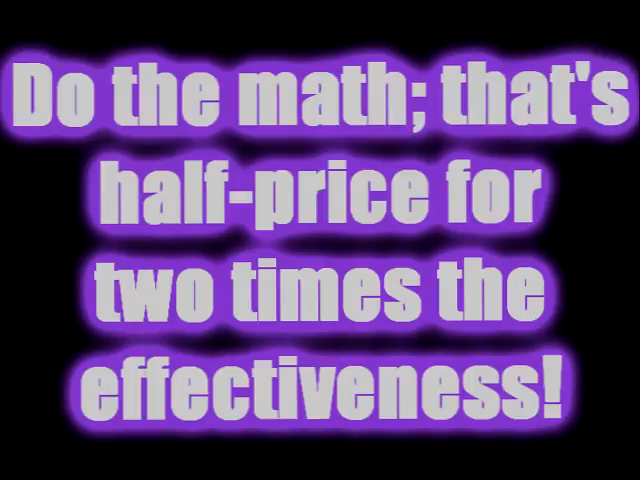 Do the math; that's
half-price for
two times the
effectiveness!